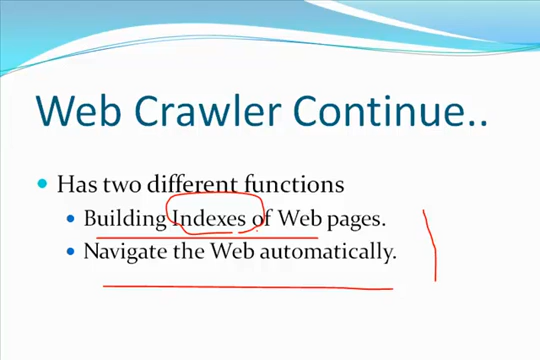 Web Crawler Continue..
Has two different functions
Building Indexes of Web pages.
Navigate the Web automatically.